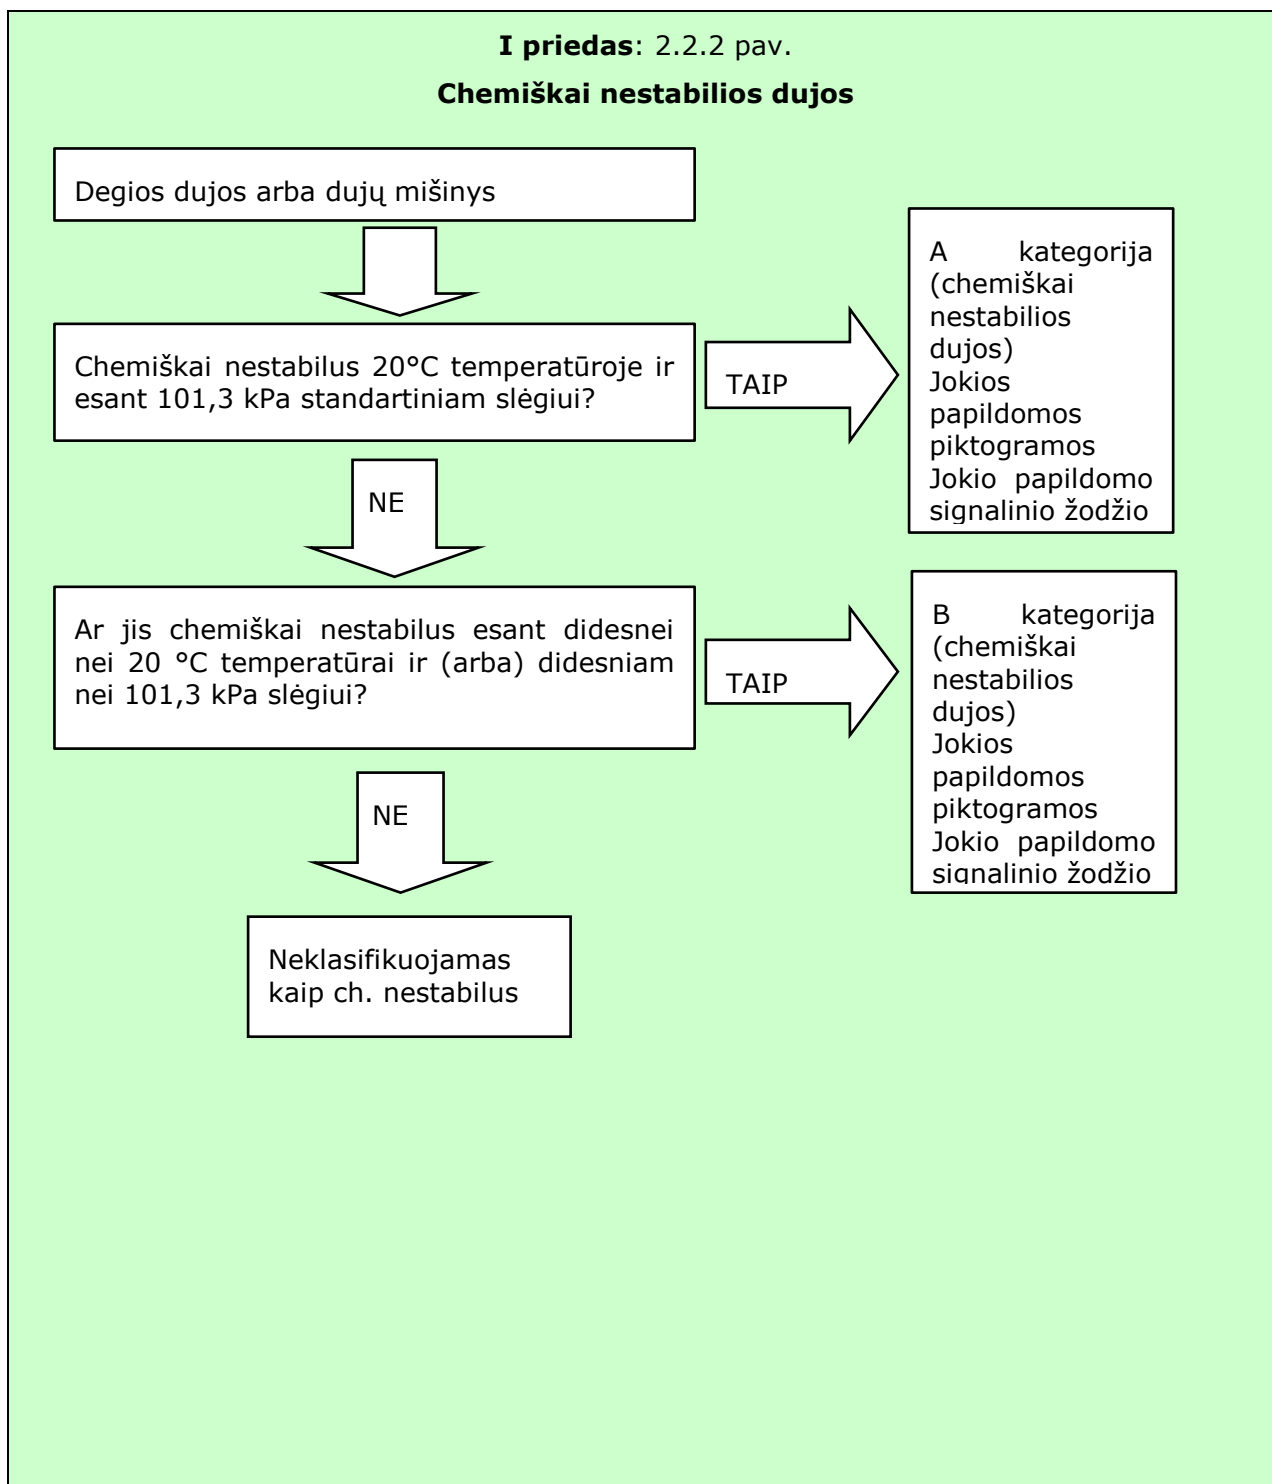 I priedas: 2.2.2 pav.
Chemiškai nestabilios dujos
Degios dujos arba dujų mišinys
Chemiškai nestabilus 20°C temperatūroje ir
esant 101,3 kPa standartiniam slėgiui?
TAIP
A kategorija
(chemiškai
nestabilios
dujos)
Jokios
papildomos
piktogramos
Jokio papildomo
signalinio žodžio
NE
Ar jis chemiškai nestabilus esant didesnei
nei 20 °C temperatūrai ir (arba) didesniam
nei 101,3 kPa slėgiui?
TAIP
B kategorija
(chemiškai
nestabilios
dujos)
Jokios
papildomos
piktogramos
Jokio papildomo
signalinio žodžio
NE
Neklasifikuojamas
kaip ch. nestabilus